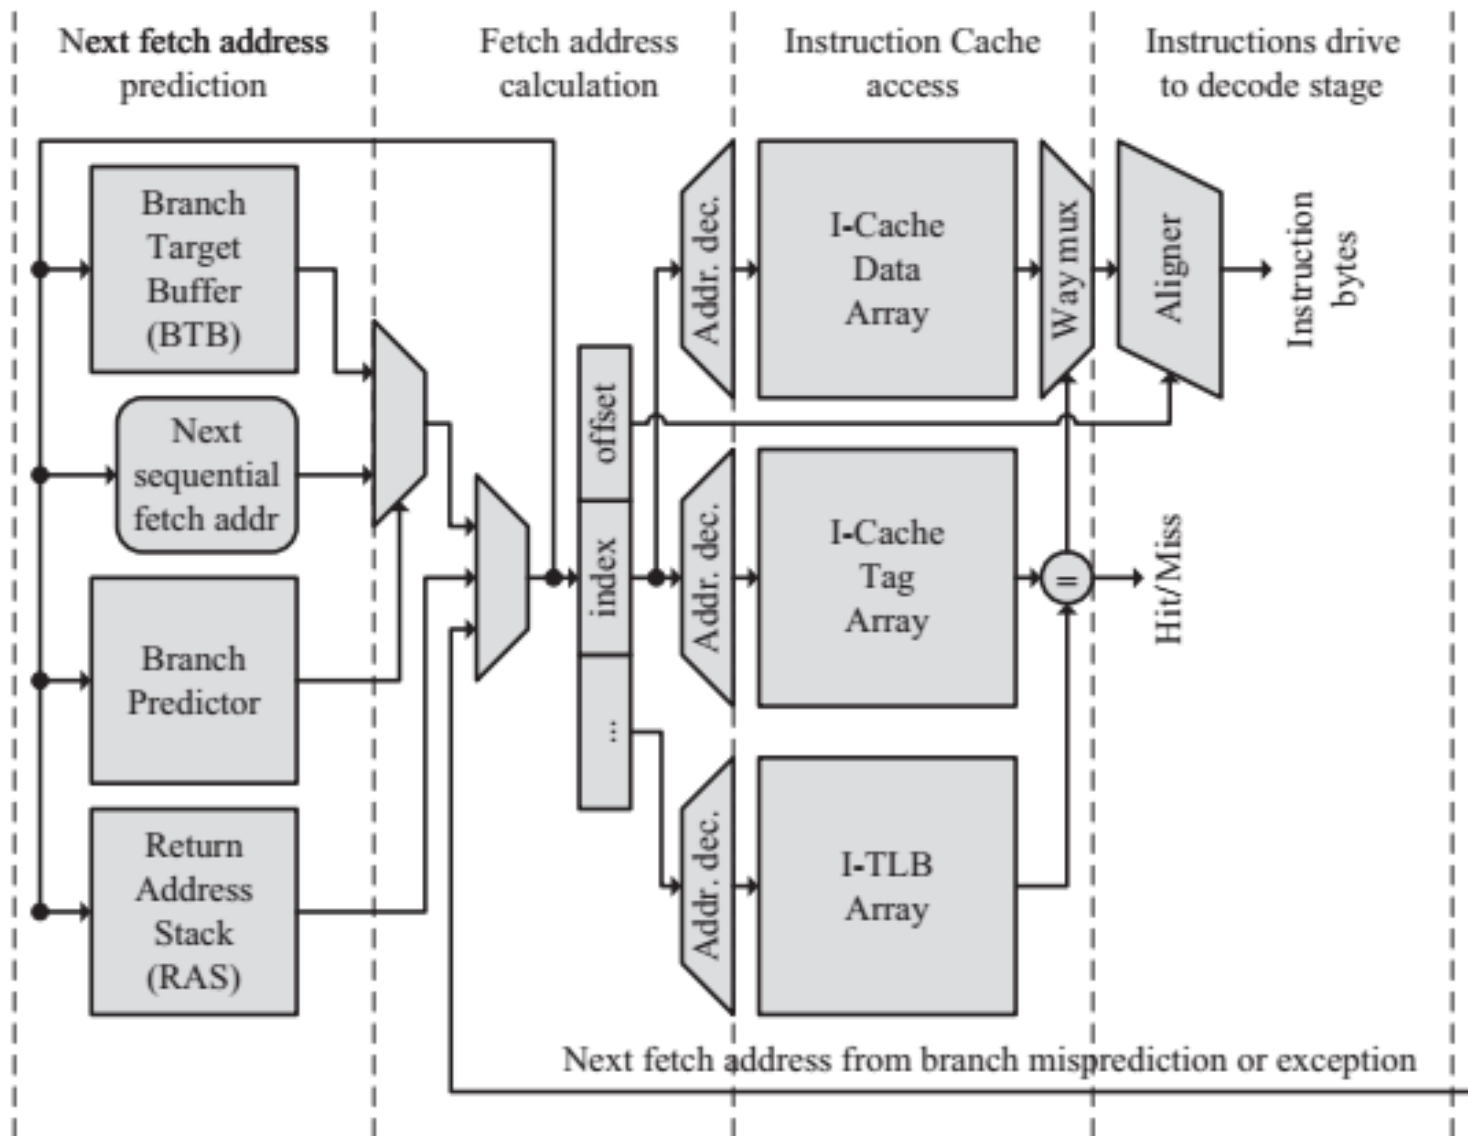 Next fetch address
prediction
Fetch address
calculation
Instruction Cache
access
Instructions drive
to decode stage
Branch
Target
Buffer
(BTB)
Next
sequential
fetch addr
Branch
Predictor
Return
Address
Stack
(RAS)
offset
index
...
Addr. dec.
I-Cache
Data
Array
Way mux
Aligner
Instruction
bytes
Addr. dec.
I-Cache
Tag
Array
=
Hit/Miss
Addr. dec.
I-TLB
Array
Next fetch address from branch misprediction or exception